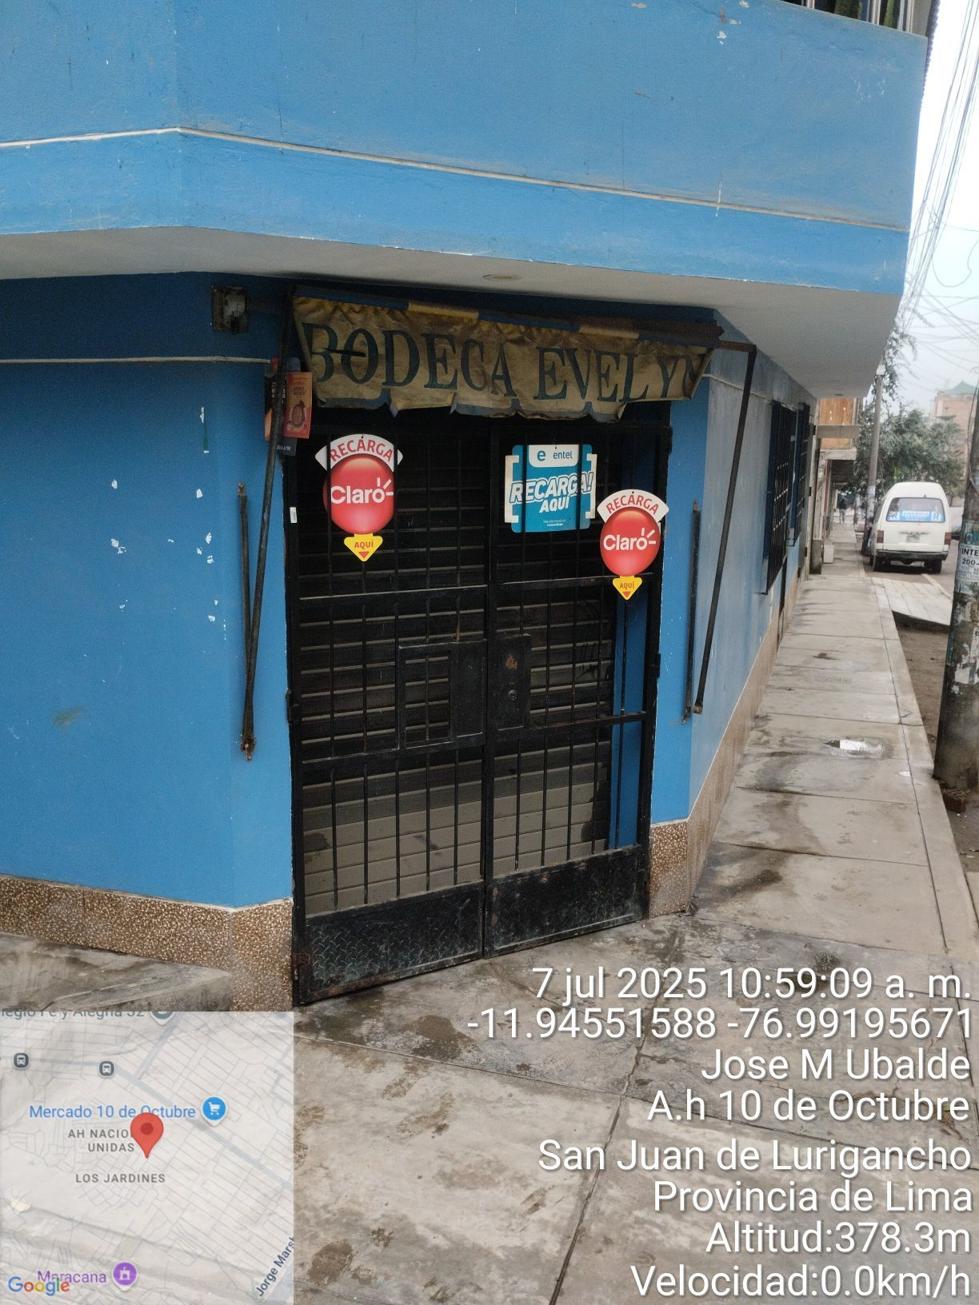 BODEGA EVELYN
RECARGA
Claro
AQUÍ
e entel
RECARGA!
AQUÍ
RECARGA
Claro
AQUÍ
7 jul 2025 10:59:09 a. m.
-11.94551588 -76.99195671
Jose M Ubalde
A.h 10 de Octubre
San Juan de Lurigancho
Provincia de Lima
Altitud:378.3m
Velocidad:0.0km/h
Mercado 10 de Octubre
AH NACIO
UNIDAS
LOS JARDINES
Maracana
Google